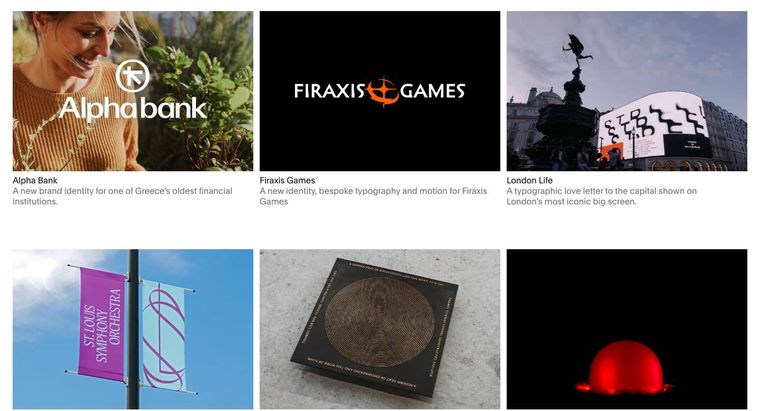 Alpha bank
FIRAXIS GAMES
Alpha Bank
A new brand identity for one of Greece's oldest financial
institutions.
Firaxis Games
A new identity, bespoke typography and motion for Firaxis
Games
London Life
A typographic love letter to the capital shown on
London's most iconic big screen.
ST. LOUIS
SYMPHONY
ORCHESTRA